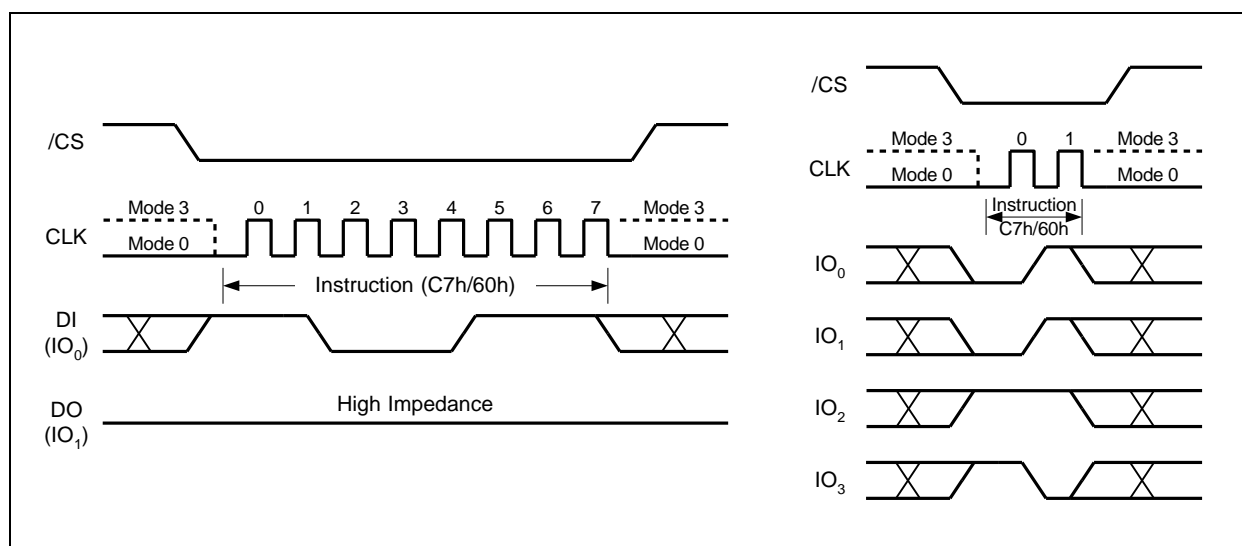 /CS
Mode 3
0 1 2 3 4 5 6 7
Mode 3
CLK
Mode 0
Mode 0
Instruction (C7h/60h)
DI
(IO0)
High Impedance
DO
(IO1)
/CS
Mode 3
0 1
Mode 3
CLK
Mode 0
Mode 0
Instruction
C7h/60h
IO0
IO1
IO2
IO3